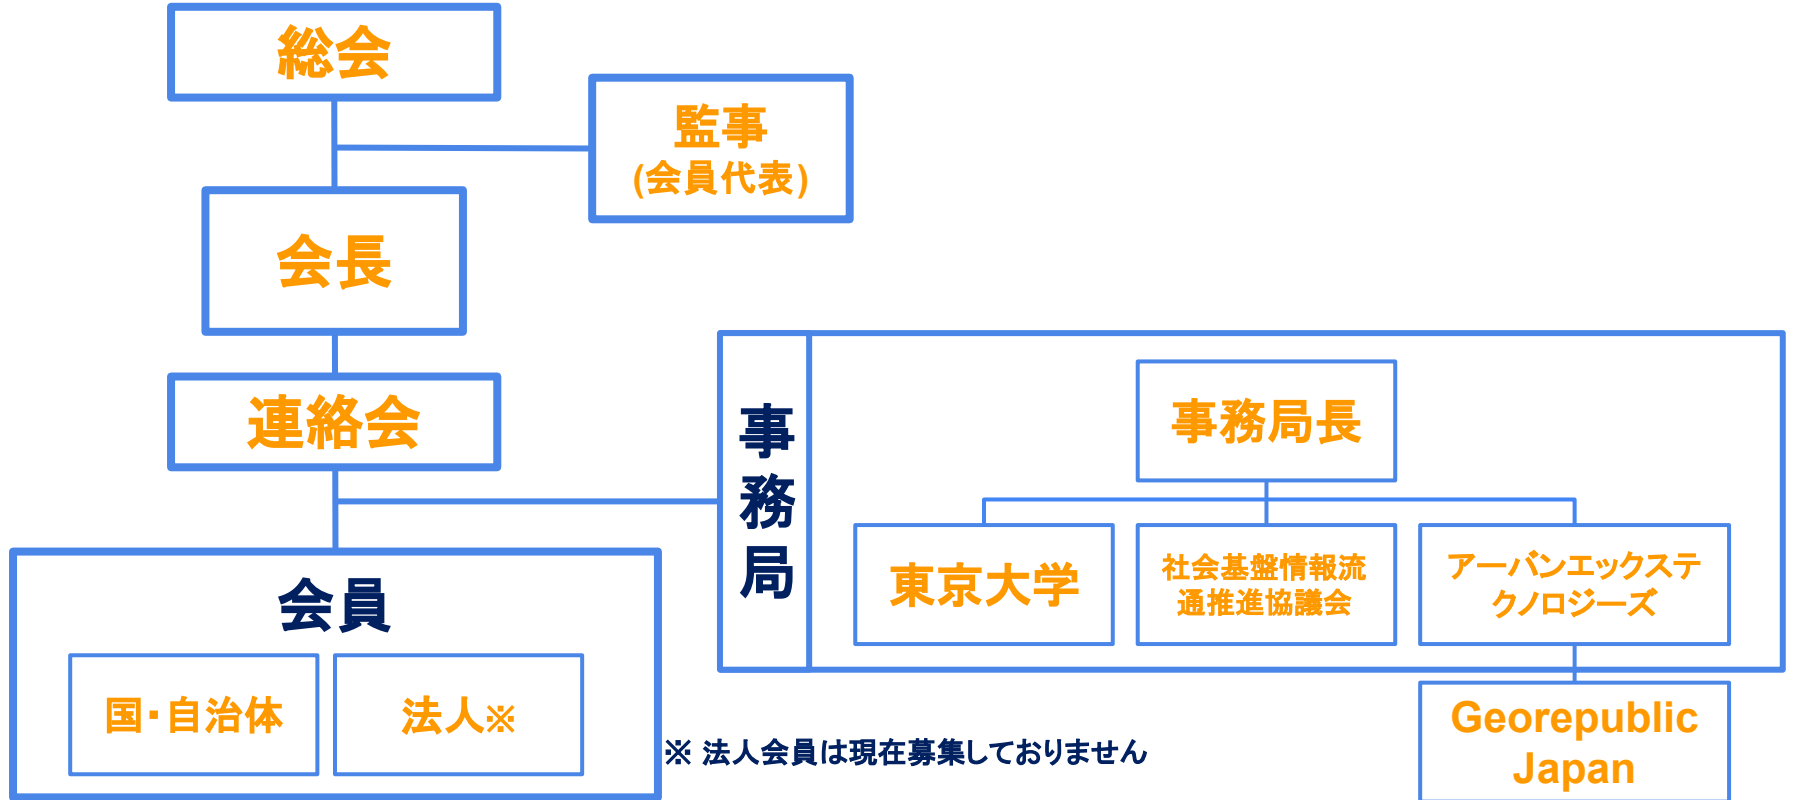 総会
監事
(会員代表)
会長
連絡会
事務局
事務局長
東京大学
社会基盤情報流
通推進協議会
アーバンエックステ
クノロジーズ
Georepublic
Japan
会員
国・自治体
法人※
※ 法人会員は現在募集しておりません